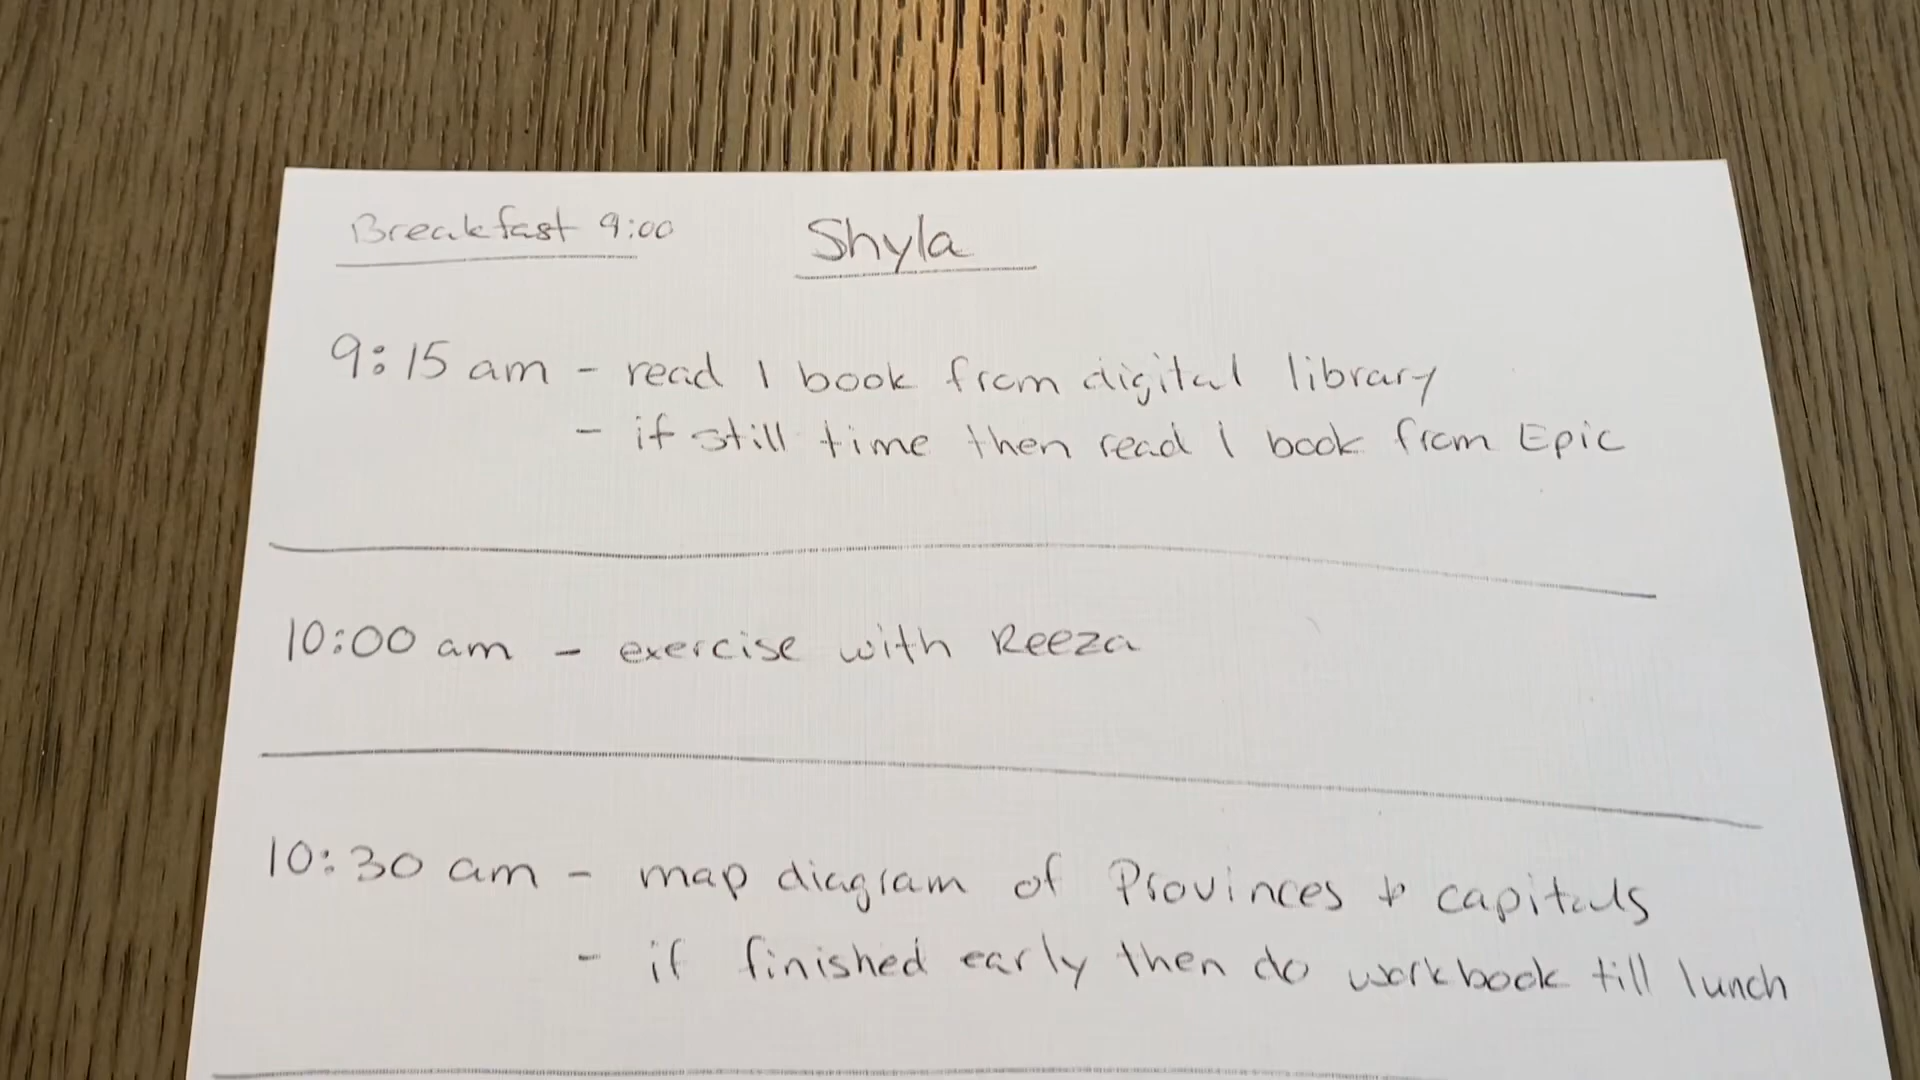 Breakfast 9:00
Shyla
9:15 am - read 1 book from digital library
- if still time then read 1 book from Epic
10:00 am - exercise with Reeza
10:30 am - map diagram of Provinces + capitals
- if finished early then do workbook till lunch